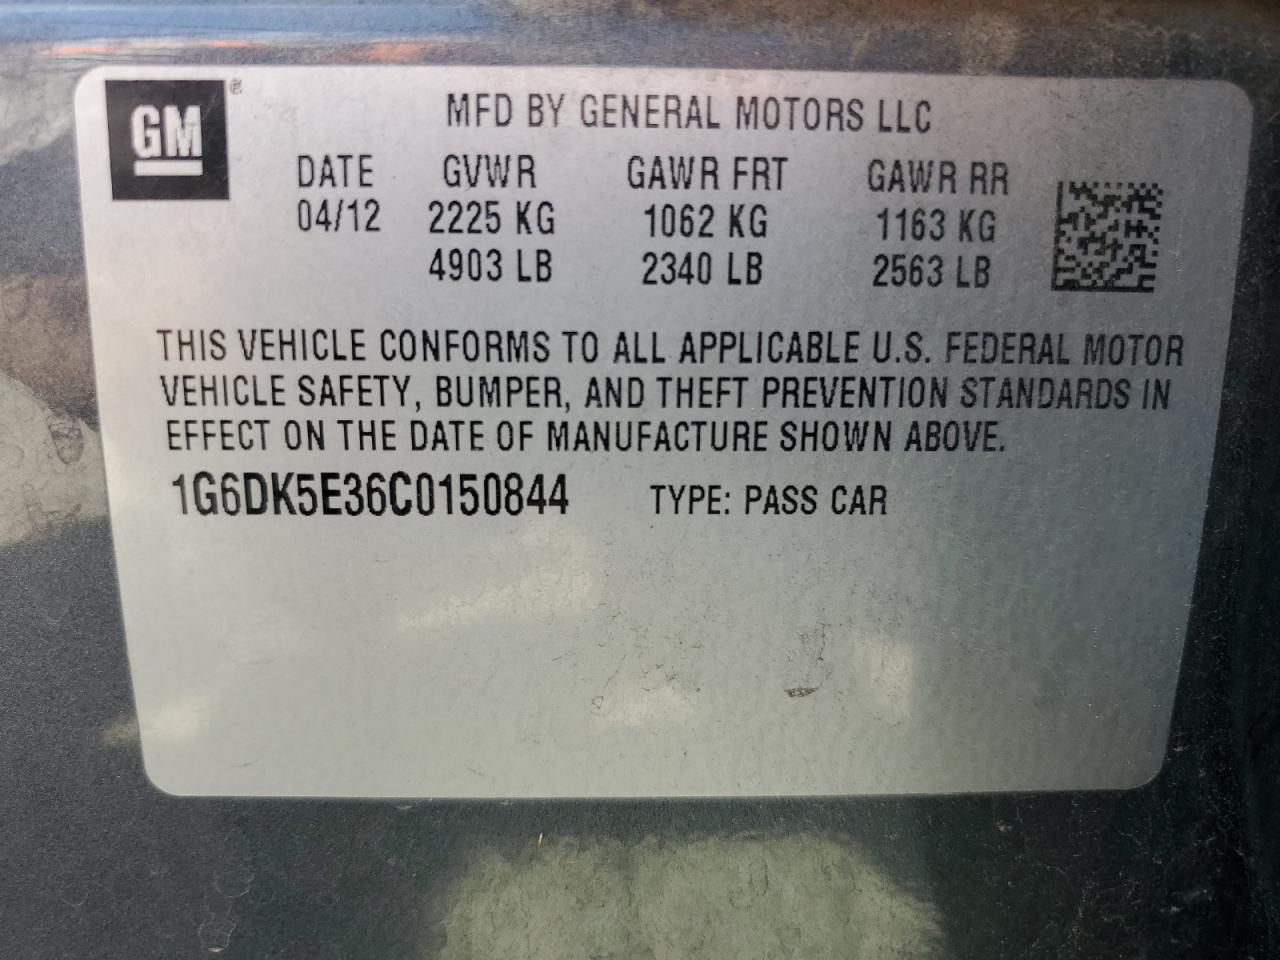 GM®
MFD BY GENERAL MOTORS LLC
DATE GVWR GAWR FRT GAWR RR
04/12 2225 KG 1062 KG 1163 KG
4903 LB 2340 LB 2563 LB
THIS VEHICLE CONFORMS TO ALL APPLICABLE U.S. FEDERAL MOTOR
VEHICLE SAFETY, BUMPER, AND THEFT PREVENTION STANDARDS IN
EFFECT ON THE DATE OF MANUFACTURE SHOWN ABOVE.
1G6DK5E36C0150844 TYPE: PASS CAR